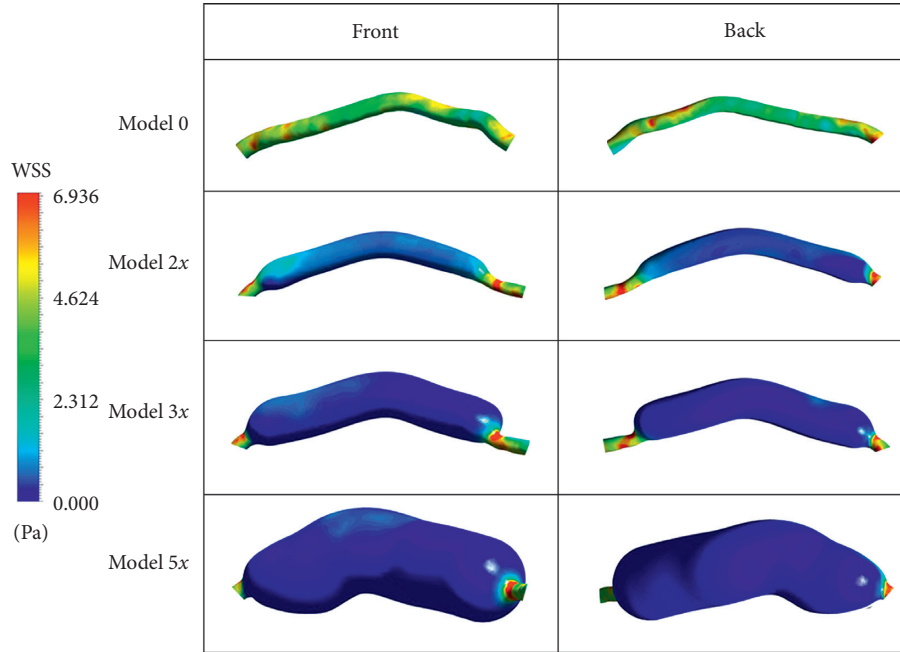 Front
Back
Model 0
WSS
6.936
4.624
2.312
0.000
(Pa)
Model 2x
Model 3x
Model 5x